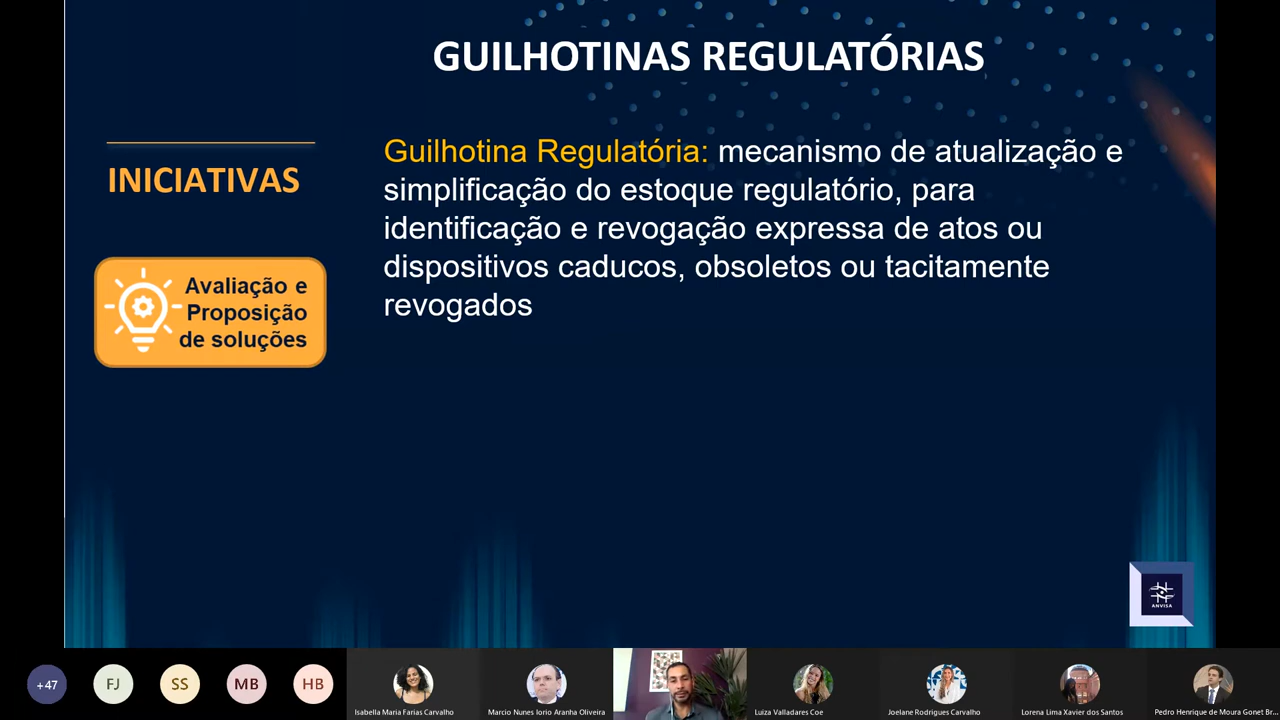 GUILHOTINAS REGULATÓRIAS
INICIATIVAS
Avaliação e
Proposição
de soluções
Guilhotina Regulatória: mecanismo de atualização e
simplificação do estoque regulatório, para
identificação e revogação expressa de atos ou
dispositivos caducos, obsoletos ou tacitamente
revogados
ANVISA
+47
FJ
SS
MB
HB
Isabella Maria Farias Carvalho
Marcio Nunes Iorio Aranha Oliveira
Luiza Valladares Coe
Joelane Rodrigues Carvalho
Lorena Lima Xavier dos Santos
Pedro Henrique de Moura Gonet Br...